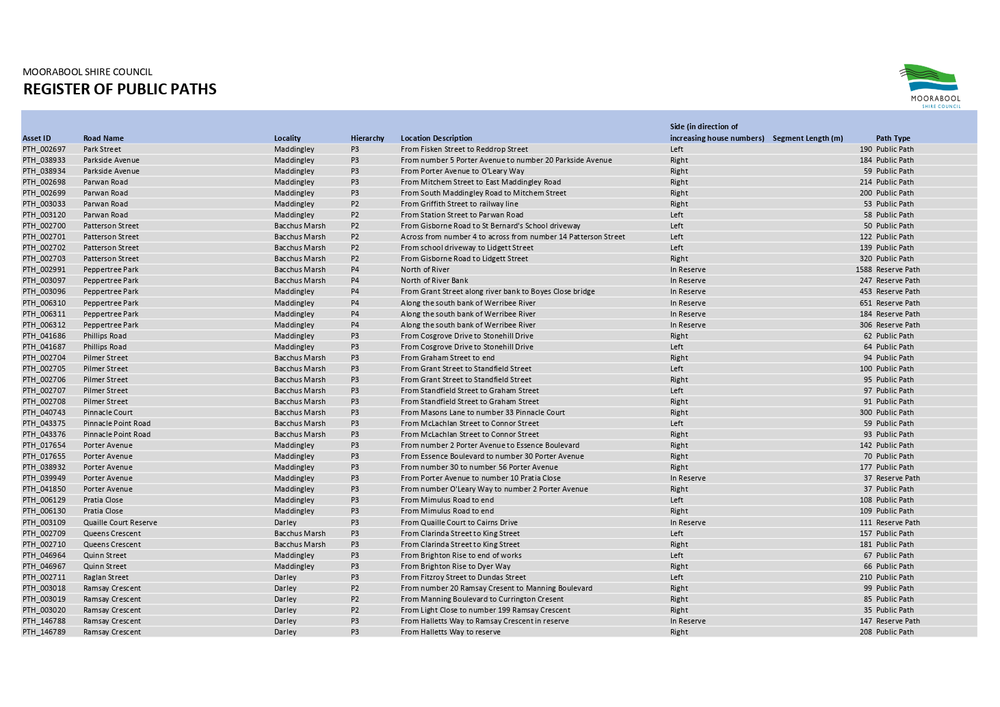 MOORABOOL SHIRE COUNCIL
REGISTER OF PUBLIC PATHS
MOORABOOL
SHIRE COUNCIL
Asset ID Road Name Locality Hierarchy Location Description Side (in direction of increasing house numbers) Segment Length (m) Path Type
PTH_002697 Park Street Maddingley P3 From Fisken Street to Reddrop Street Left 190 Public Path
PTH_038933 Parkside Avenue Maddingley P3 From number 5 Porter Avenue to number 20 Parkside Avenue Right 184 Public Path
PTH_038934 Parkside Avenue Maddingley P3 From Porter Avenue to O'Leary Way Right 59 Public Path
PTH_002698 Parwan Road Maddingley P3 From Mitchem Street to East Maddingley Road Right 214 Public Path
PTH_002699 Parwan Road Maddingley P3 From South Maddingley Road to Mitchem Street Right 200 Public Path
PTH_003033 Parwan Road Maddingley P2 From Griffith Street to railway line Right 53 Public Path
PTH_003120 Parwan Road Maddingley P2 From Station Street to Parwan Road Left 58 Public Path
PTH_002700 Patterson Street Bacchus Marsh P2 From Gisborne Road to St Bernard's School driveway Left 50 Public Path
PTH_002701 Patterson Street Bacchus Marsh P2 Across from number 4 to across from number 14 Patterson Street Left 122 Public Path
PTH_002702 Patterson Street Bacchus Marsh P2 From school driveway to Lidgett Street Left 139 Public Path
PTH_002703 Patterson Street Bacchus Marsh P2 From Gisborne Road to Lidgett Street Right 320 Public Path
PTH_002991 Peppertree Park Bacchus Marsh P4 North of River In Reserve 1588 Reserve Path
PTH_003097 Peppertree Park Bacchus Marsh P4 North of River Bank In Reserve 247 Reserve Path
PTH_003096 Peppertree Park Maddingley P4 From Grant Street along river bank to Boyes Close bridge In Reserve 453 Reserve Path
PTH_006310 Peppertree Park Maddingley P4 Along the south bank of Werribee River In Reserve 651 Reserve Path
PTH_006311 Peppertree Park Maddingley P4 Along the south bank of Werribee River In Reserve 184 Reserve Path
PTH_006312 Peppertree Park Maddingley P4 Along the south bank of Werribee River In Reserve 306 Reserve Path
PTH_041686 Phillips Road Maddingley P3 From Cosgrove Drive to Stonehill Drive Right 62 Public Path
PTH_041687 Phillips Road Maddingley P3 From Cosgrove Drive to Stonehill Drive Left 64 Public Path
PTH_002704 Pilmer Street Bacchus Marsh P3 From Graham Street to end Right 94 Public Path
PTH_002705 Pilmer Street Bacchus Marsh P3 From Grant Street to Standfield Street Left 100 Public Path
PTH_002706 Pilmer Street Bacchus Marsh P3 From Grant Street to Standfield Street Right 95 Public Path
PTH_002707 Pilmer Street Bacchus Marsh P3 From Standfield Street to Graham Street Left 97 Public Path
PTH_002708 Pilmer Street Bacchus Marsh P3 From Standfield Street to Graham Street Right 91 Public Path
PTH_040743 Pinnacle Court Bacchus Marsh P3 From Masons Lane to number 33 Pinnacle Court Right 300 Public Path
PTH_043375 Pinnacle Point Road Bacchus Marsh P3 From McLachlan Street to Connor Street Left 59 Public Path
PTH_043376 Pinnacle Point Road Bacchus Marsh P3 From McLachlan Street to Connor Street Right 93 Public Path
PTH_017654 Porter Avenue Maddingley P3 From number 2 Porter Avenue to Essence Boulevard Right 142 Public Path
PTH_017655 Porter Avenue Maddingley P3 From Essence Boulevard to number 30 Porter Avenue Right 70 Public Path
PTH_038932 Porter Avenue Maddingley P3 From number 30 to number 56 Porter Avenue Right 177 Public Path
PTH_039949 Porter Avenue Maddingley P3 From Porter Avenue to number 10 Pratia Close In Reserve 37 Reserve Path
PTH_041850 Porter Avenue Maddingley P3 From number O'Leary Way to number 2 Porter Avenue Right 37 Public Path
PTH_006129 Pratia Close Maddingley P3 From Mimulus Road to end Left 108 Public Path
PTH_006130 Pratia Close Maddingley P3 From Mimulus Road to end Right 109 Public Path
PTH_003109 Quaille Court Reserve Darley P3 From Quaille Court to Cairns Drive In Reserve 111 Reserve Path
PTH_002709 Queens Crescent Bacchus Marsh P3 From Clarinda Street to King Street Left 157 Public Path
PTH_002710 Queens Crescent Bacchus Marsh P3 From Clarinda Street to King Street Right 181 Public Path
PTH_046964 Quinn Street Maddingley P3 From Brighton Rise to end of works Left 67 Public Path
PTH_046967 Quinn Street Maddingley P3 From Brighton Rise to Dyer Way Right 66 Public Path
PTH_002711 Raglan Street Darley P3 From Fitzroy Street to Dundas Street Left 210 Public Path
PTH_003018 Ramsay Crescent Darley P2 From number 20 Ramsay Cresent to Manning Boulevard Right 99 Public Path
PTH_003019 Ramsay Crescent Darley P2 From Manning Boulevard to Currington Cresent Right 85 Public Path
PTH_003020 Ramsay Crescent Darley P2 From Light Close to number 199 Ramsay Crescent Right 35 Public Path
PTH_146788 Ramsay Crescent Darley P3 From Halletts Way to Ramsay Crescent in reserve In Reserve 147 Reserve Path
PTH_146789 Ramsay Crescent Darley P3 From Halletts Way to reserve Right 208 Public Path